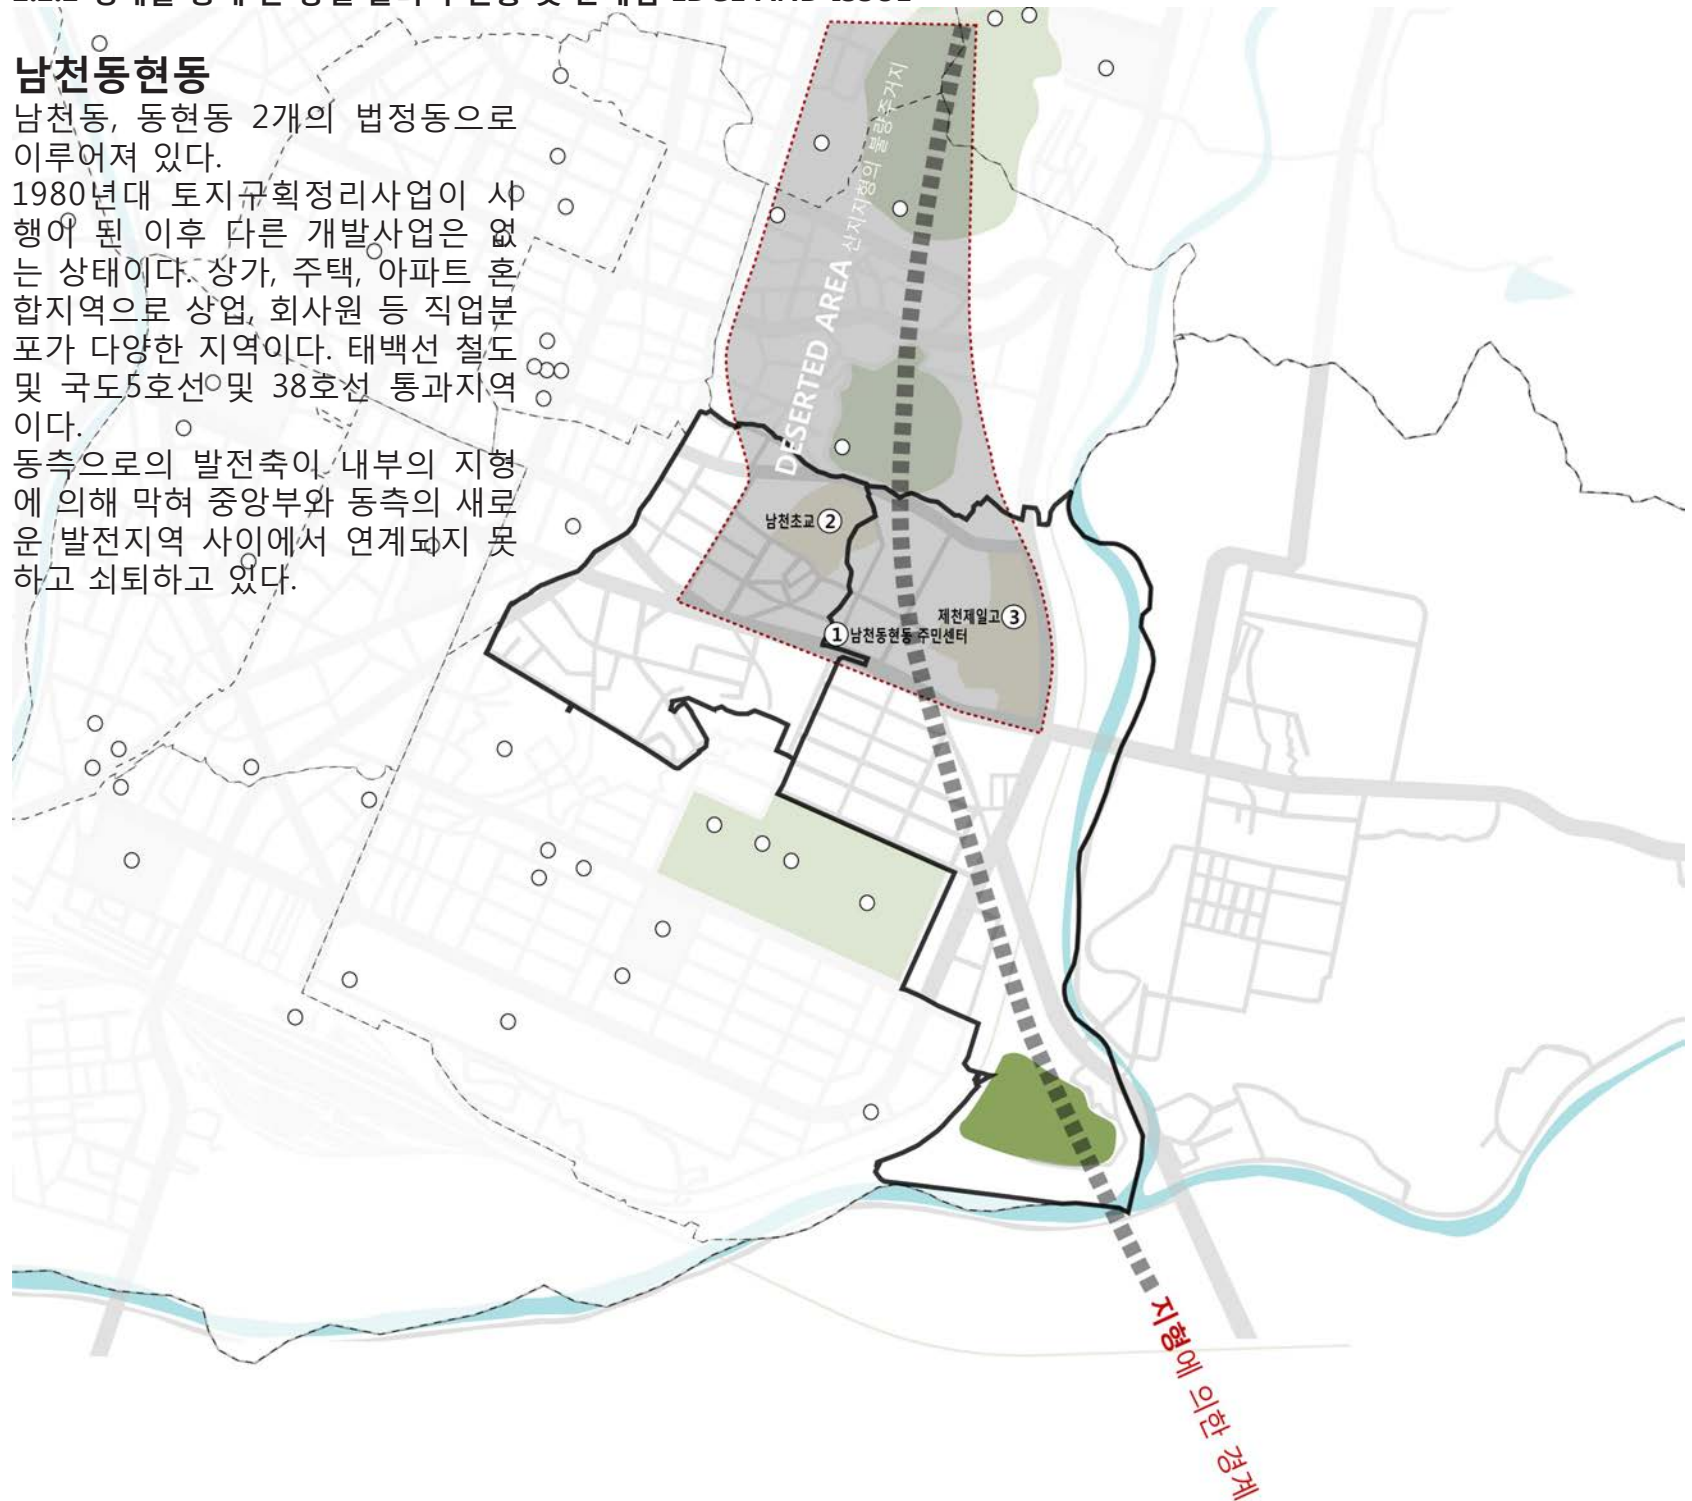 EDGE AND ISSUE
남천동현동
남천동, 동현동 2개의 법정동으로
이루어져 있다.
1980년대 토지구획정리사업이 시
행이 된 이후 다른 개발사업은 없
는 상태이다. 상가, 주택, 아파트 혼
합지역으로 상업, 회사원 등 직업분
포가 다양한 지역이다. 태백선 철도
및 국도5호선 및 38호선 통과지역
이다.
동측으로의 발전축이 내부의 지형
에 의해 막혀 중앙부와 동측의 새로
운 발전지역 사이에서 연계되지 못
하고 쇠퇴하고 있다.
DESERTED AREA 산지지형의 불량주거지
남천초교 2
제천제일고 3
1 남천동현동 주민센터
지형에 의한 경계